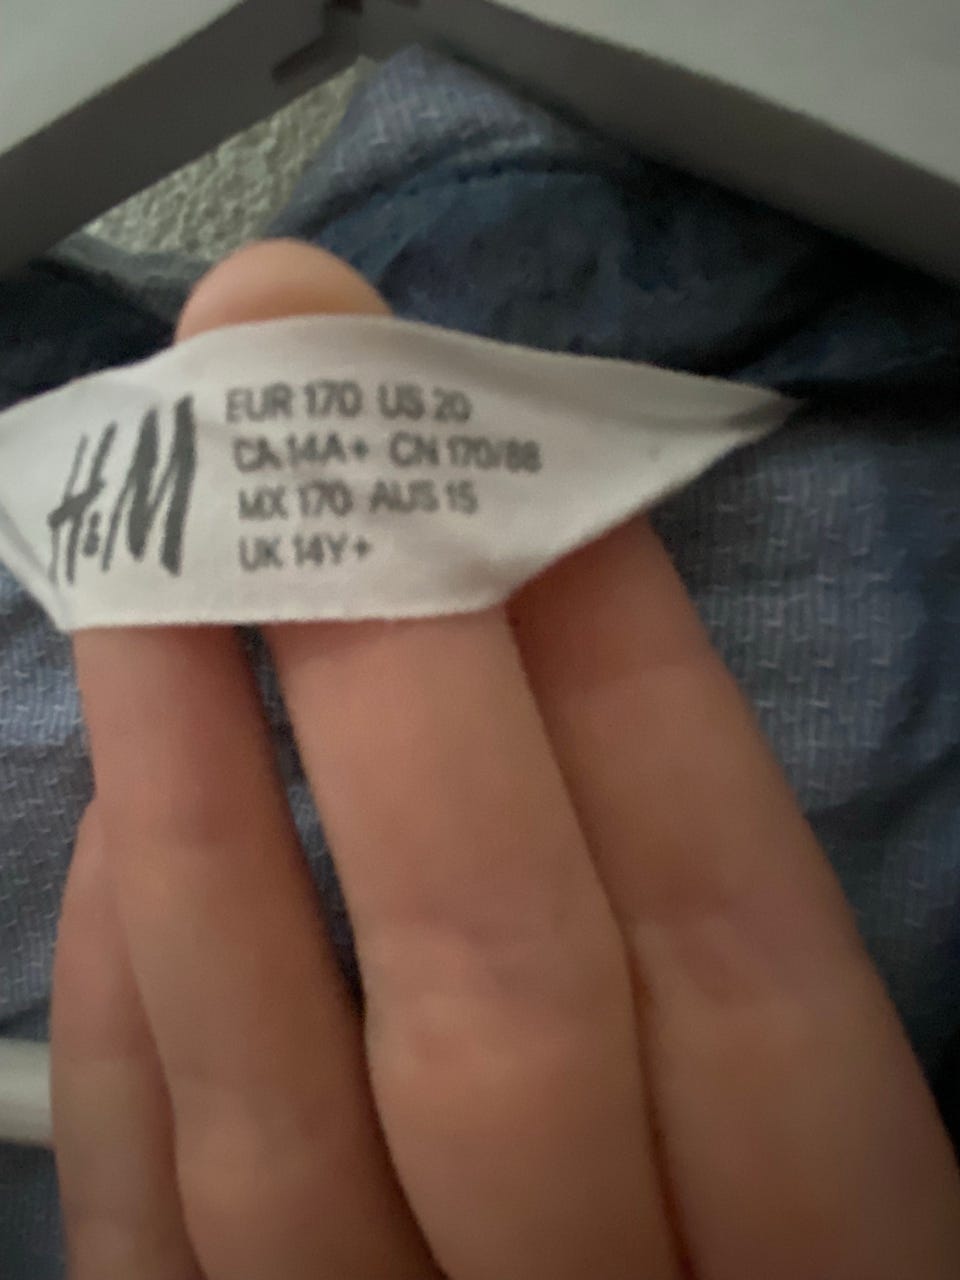 H&M
EUR 170 US 20
CA 14A+ CN 170/88
MX 170 AUS 15
UK 14Y+